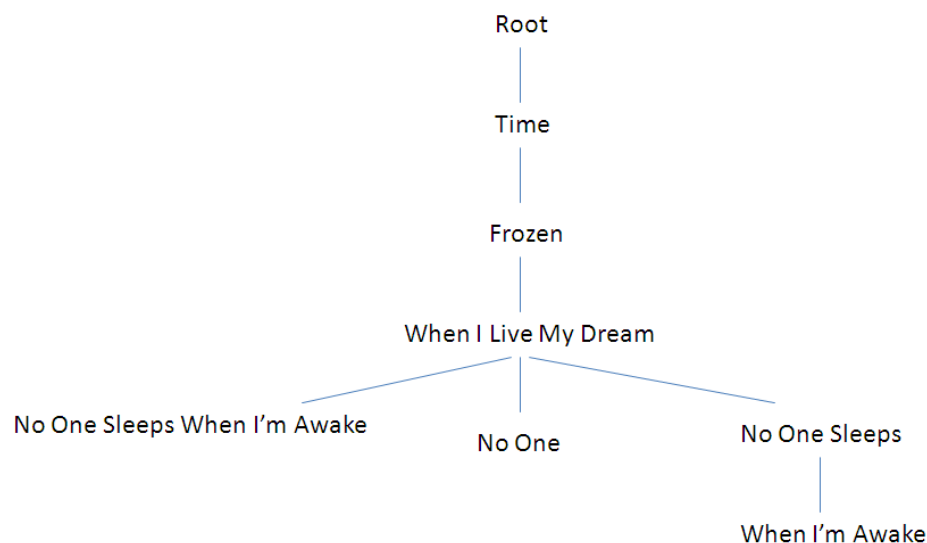 Root
Time
Frozen
When I Live My Dream
No One Sleeps When I’m Awake
No One
No One Sleeps
When I’m Awake